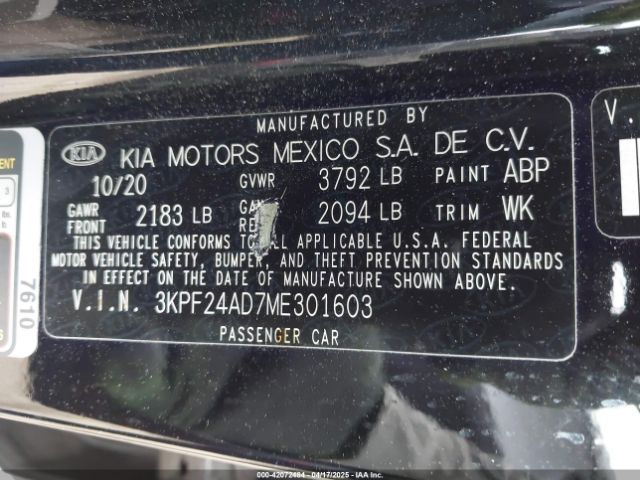 MANUFACTURED BY
KIA KIA MOTORS MEXICO S.A. DE C.V.
10/20 GVWR 3792 LB PAINT ABP
GAWR FRONT 2183 LB 2094 LB TRIM WK
THIS VEHICLE CONFORMS TO ALL APPLICABLE U.S.A. FEDERAL
MOTOR VEHICLE SAFETY, BUMPER, AND THEFT PREVENTION STANDARDS
IN EFFECT ON THE DATE OF MANUFACTURE SHOWN ABOVE.
V.I.N. 3KPF24AD7ME301603
PASSENGER CAR
7610
V.
3
000-42072484 - 04/17/2025 -